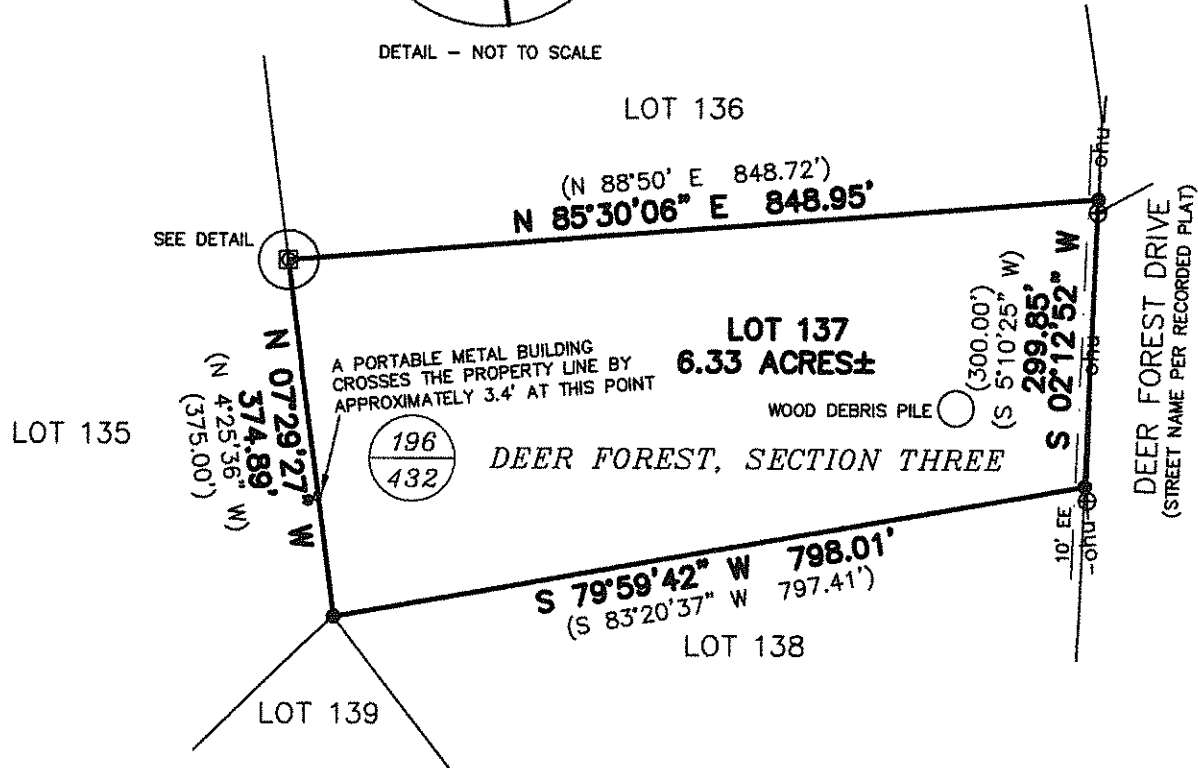 DETAIL – NOT TO SCALE
LOT 136
(N 88°50' E 848.72')
N 85°30'06" E 848.95'
SEE DETAIL
ohu
DEER FOREST DRIVE
(STREET NAME PER RECORDED PLAT)
LOT 137
6.33 ACRES±
(300.00')
(S 5°10'25" W)
299.85'
S 02°12'52" W
ohu
A PORTABLE METAL BUILDING
CROSSES THE PROPERTY LINE BY
APPROXIMATELY 3.4' AT THIS POINT
N 07°29'27" W
374.89'
(N 4°25'36" W)
(375.00')
LOT 135
WOOD DEBRIS PILE
196
432
DEER FOREST, SECTION THREE
10' EE
ohu
S 79°59'42" W 798.01'
(S 83°20'37" W 797.41')
LOT 138
LOT 139